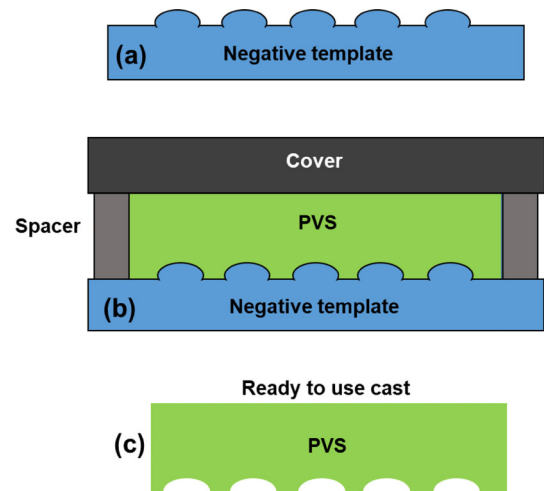 (a)
Negative template
Cover
Spacer
PVS
(b)
Negative template
Ready to use cast
(c)
PVS